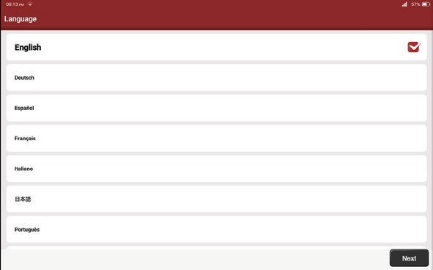 Language
English
Deutsch
Español
Français
Italiano
日本語
Português
Next